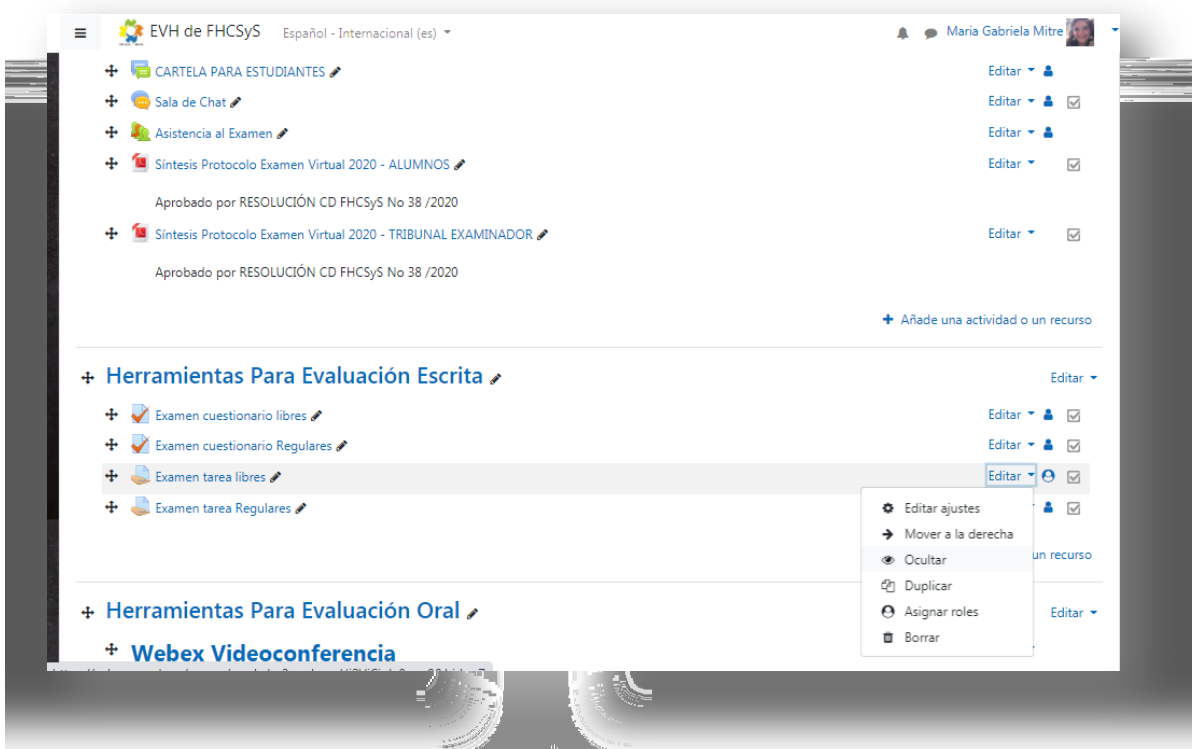 EVH de FHCSyS Español - Internacional (es) Maria Gabriela Mitre
CARTELA PARA ESTUDIANTES Editar
Sala de Chat Editar
Asistencia al Examen Editar
Síntesis Protocolo Examen Virtual 2020 - ALUMNOS Editar
Aprobado por RESOLUCIÓN CD FHCSyS No 38 /2020
Síntesis Protocolo Examen Virtual 2020 - TRIBUNAL EXAMINADOR Editar
Aprobado por RESOLUCIÓN CD FHCSyS No 38 /2020
Añade una actividad o un recurso
Herramientas Para Evaluación Escrita Editar
Examen cuestionario libres Editar
Examen cuestionario Regulares Editar
Examen tarea libres Editar
Examen tarea Regulares
Editar ajustes
Mover a la derecha
Ocultar un recurso
Duplicar
Herramientas Para Evaluación Oral Asignar roles Editar
Borrar
Webex Videoconferencia